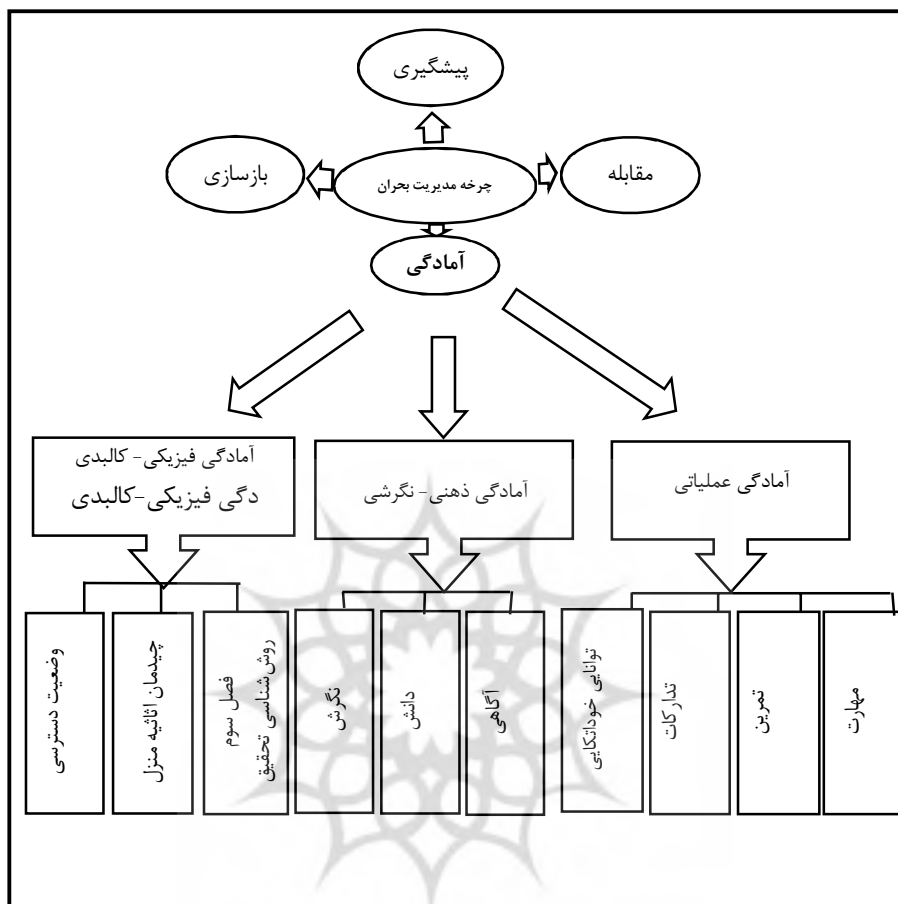 پیشگیری
مقابله
چرخه مدیریت بحران
بازسازی
آمادگی
آمادگی عملیاتی
آمادگی ذهنی- نگرشی
آمادگی فیزیکی- کالبدی
دگی فیزیکی-کالبدی
مهارت
تمرین
تدارکات
توانایی خوداتکایی
آگاهی
دانش
نگرش
فصل سوم
روش‌شناسی تحقیق
چیدمان اثاثیه منزل
وضعیت دسترسی